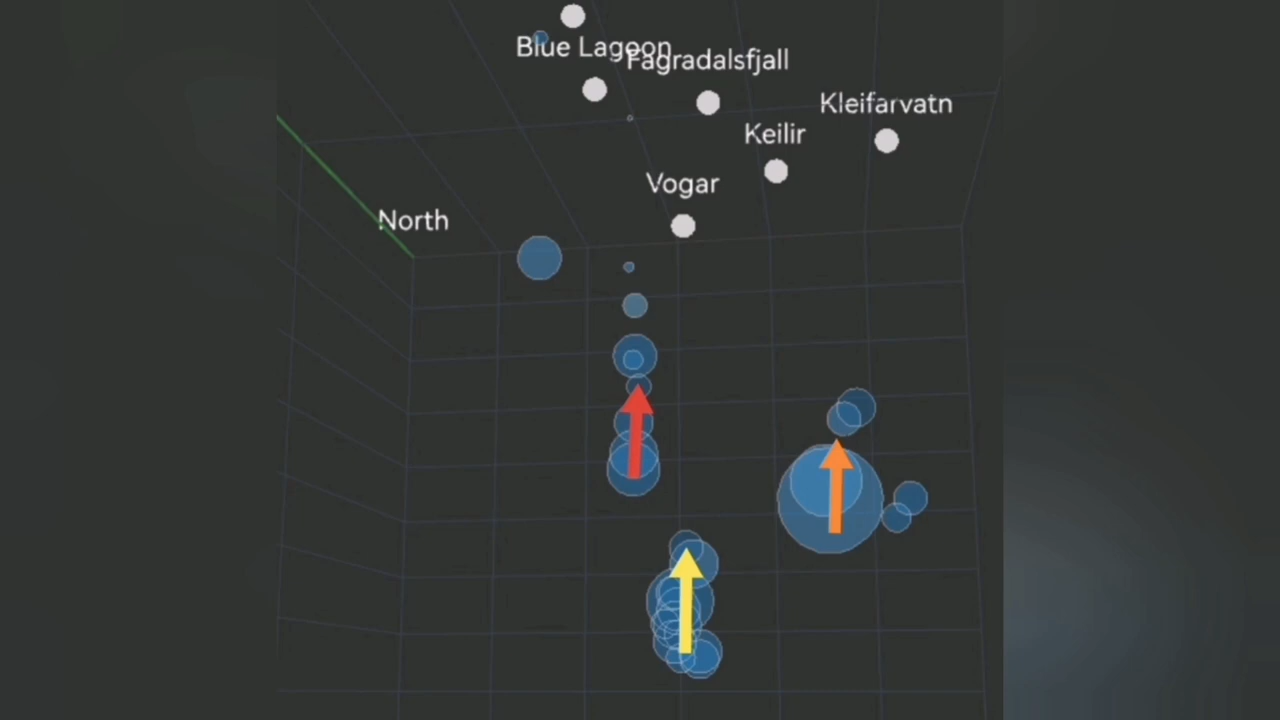 Blue Lagoon
Fagradalsfjall
Kleifarvatn
Keilir
Vogar
North